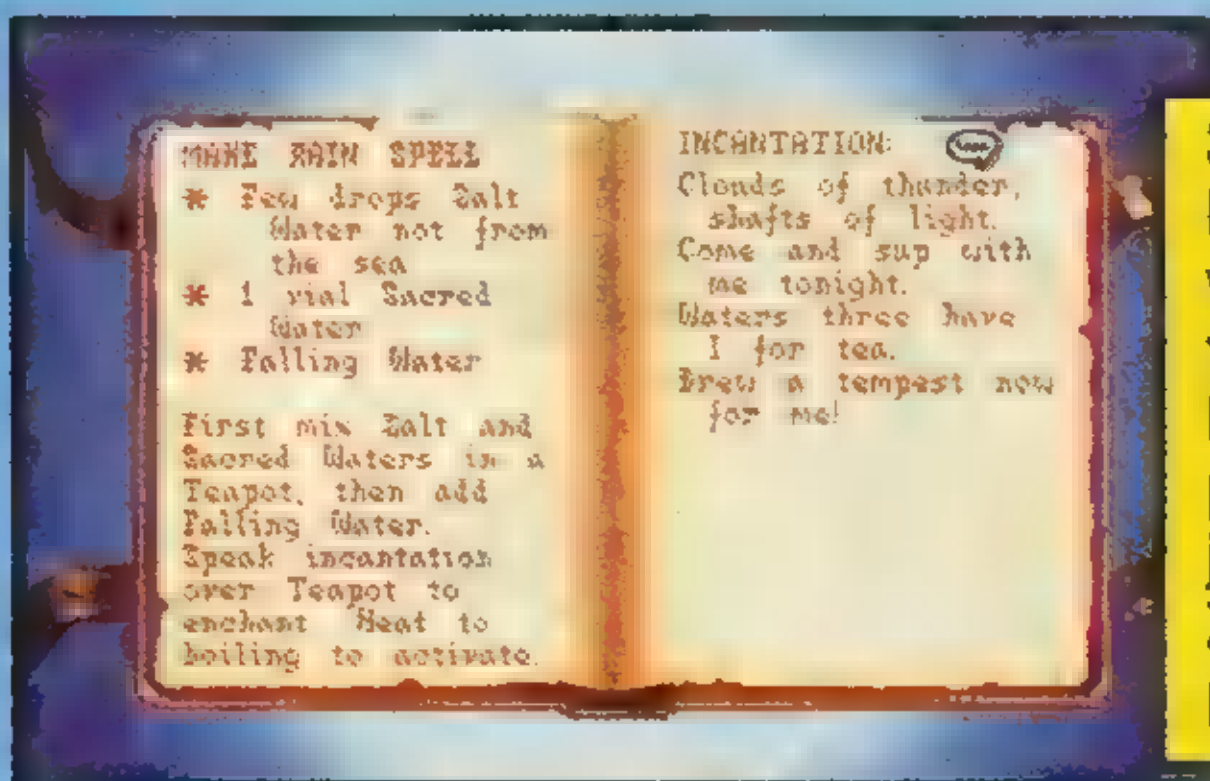 MAKE RAIN SPELL
* Few drops Salt
Water not from
the sea
* 1 vial Sacred
Water
* Falling Water
First mix Salt and
Sacred Waters in a
Teapot, then add
Falling Water.
Speak incantation
over Teapot to
enchant Heat to
boiling to activate.
INCANTATION:
Clouds of thunder,
shafts of light.
Come and sup with
me tonight.
Waters three have
I for tea.
Brew a tempest now
for me!